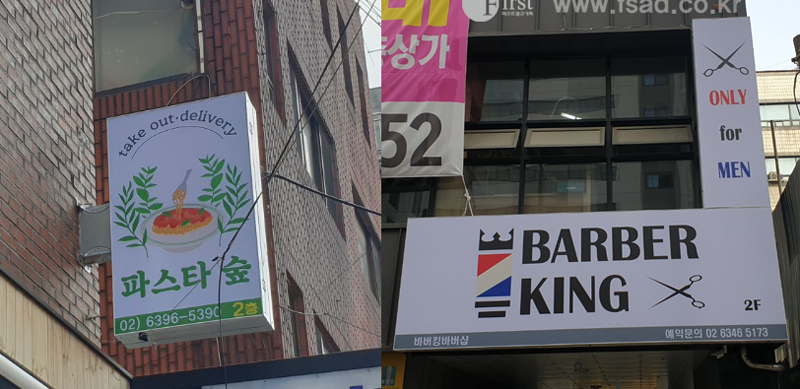 take out·delivery
파스타 숲
02) 6396-5390 2층
상가
52
First
www.fsad.co.kr
ONLY
for
MEN
BARBER
KING
2F
바버킹바버샵
예약문의 02 6346 5173